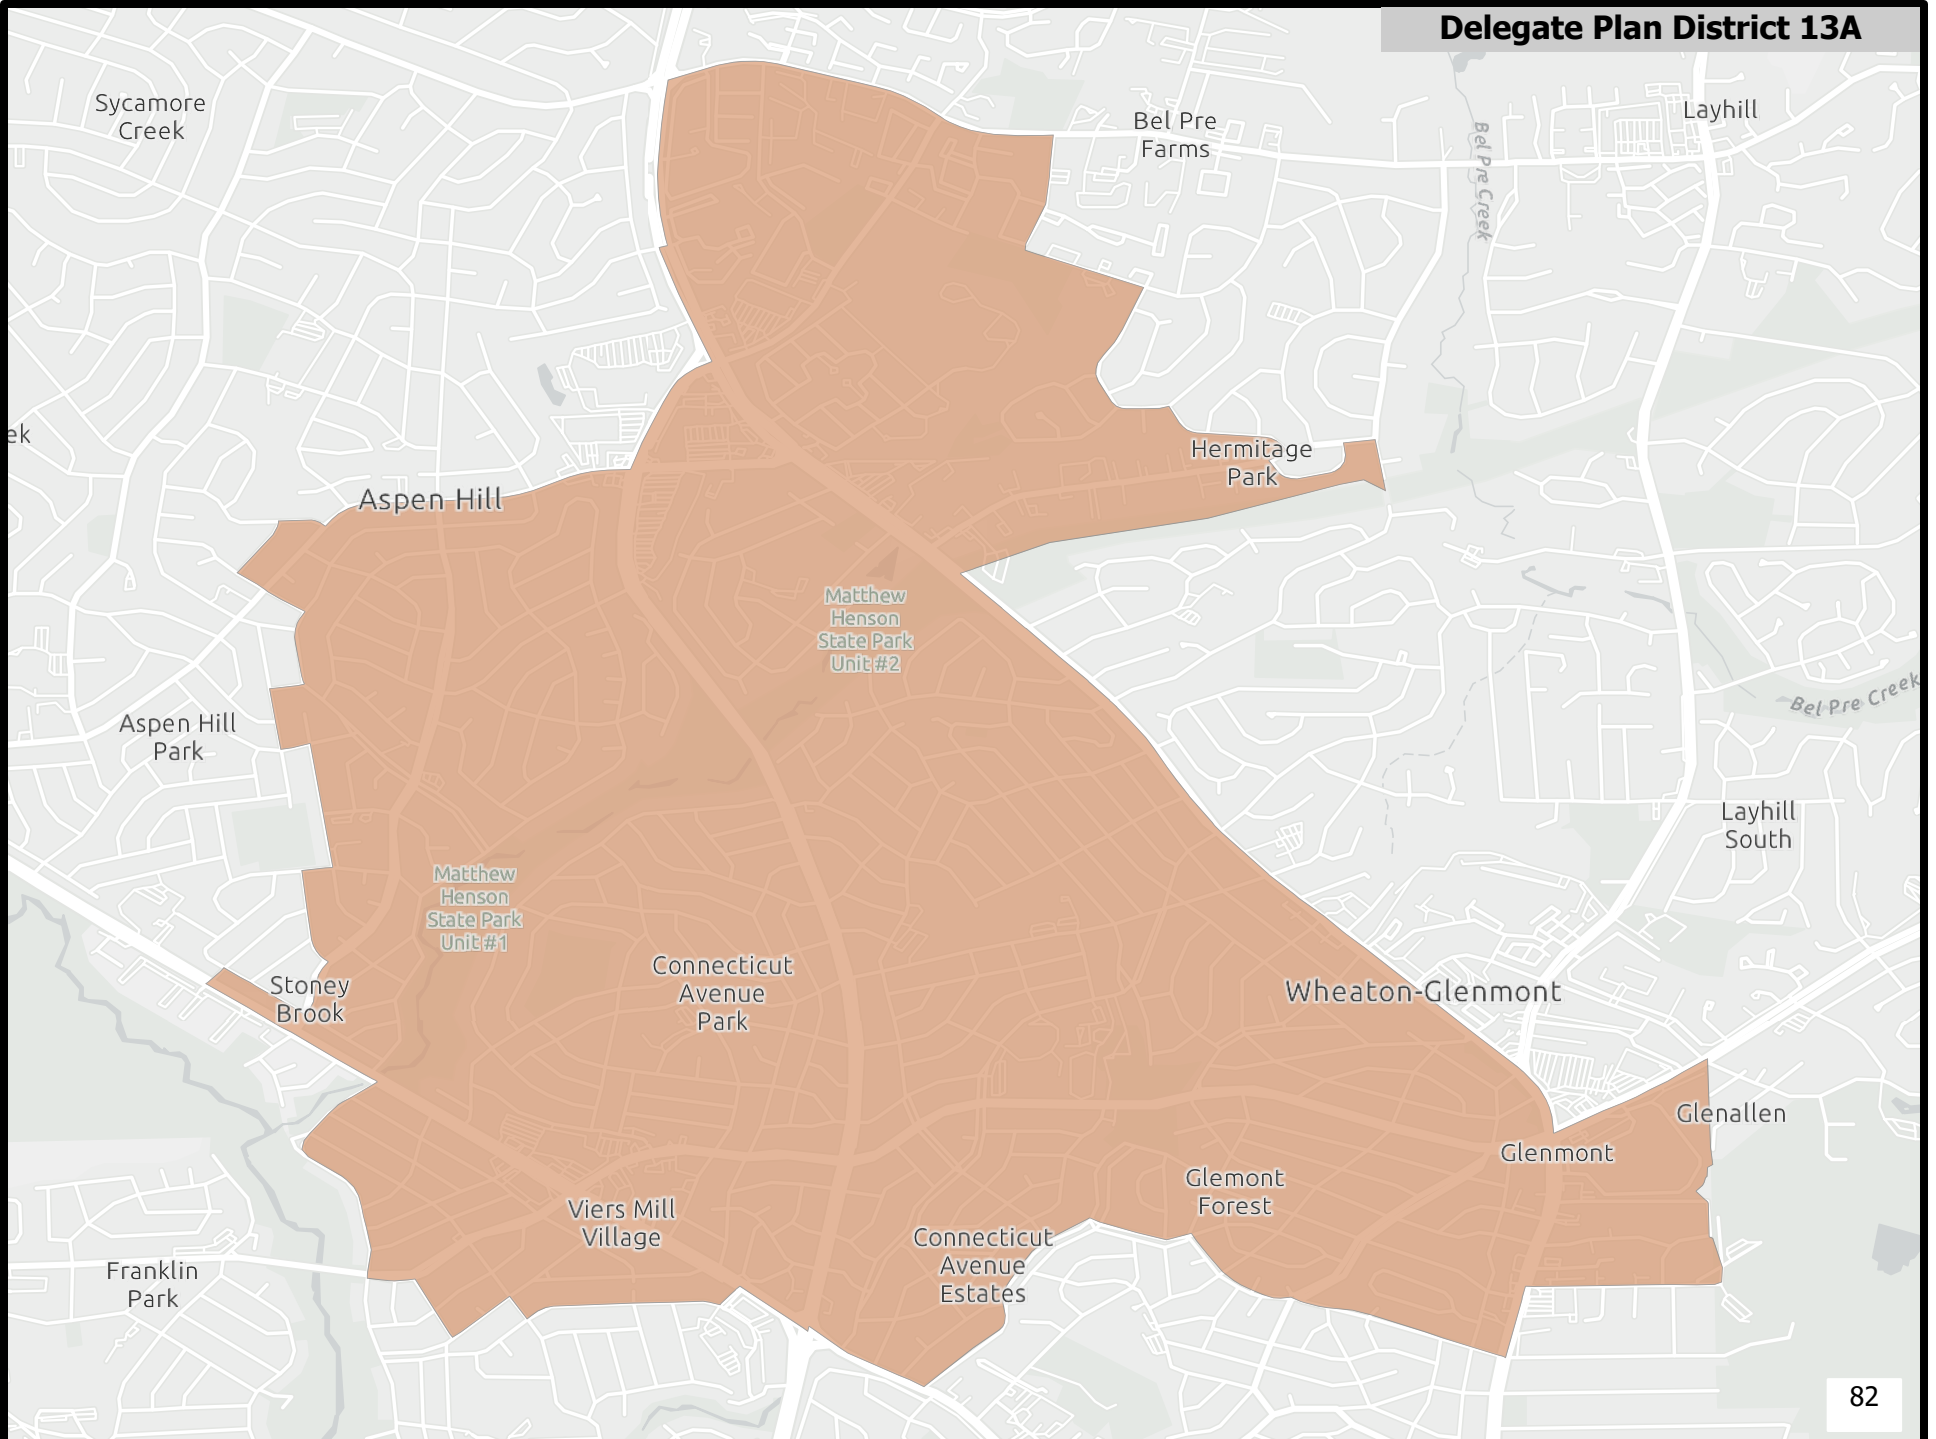 Delegate Plan District 13A
Sycamore
Creek
Bel Pre
Farms
Layhill
Bel Pre Creek
ek
Hermitage
Park
Aspen Hill
Matthew
Henson
State Park
Unit #2
Bel Pre Creek
Aspen Hill
Park
Layhill
South
Matthew
Henson
State Park
Unit #1
Connecticut
Avenue
Park
Stoney
Brook
Wheaton-Glenmont
Glenallen
Glenmont
Glemont
Forest
Viers Mill
Village
Connecticut
Avenue
Estates
Franklin
Park
82